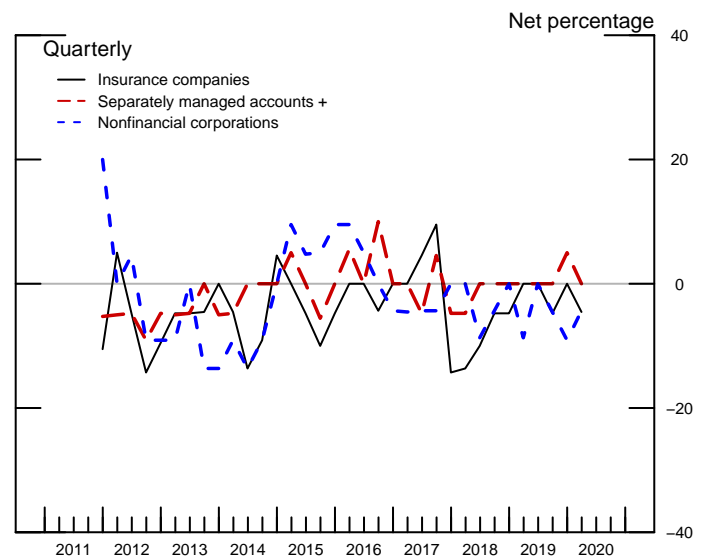 Net percentage
Quarterly
Insurance companies
Separately managed accounts +
Nonfinancial corporations
40
20
0
−20
−40
2011 2012 2013 2014 2015 2016 2017 2018 2019 2020